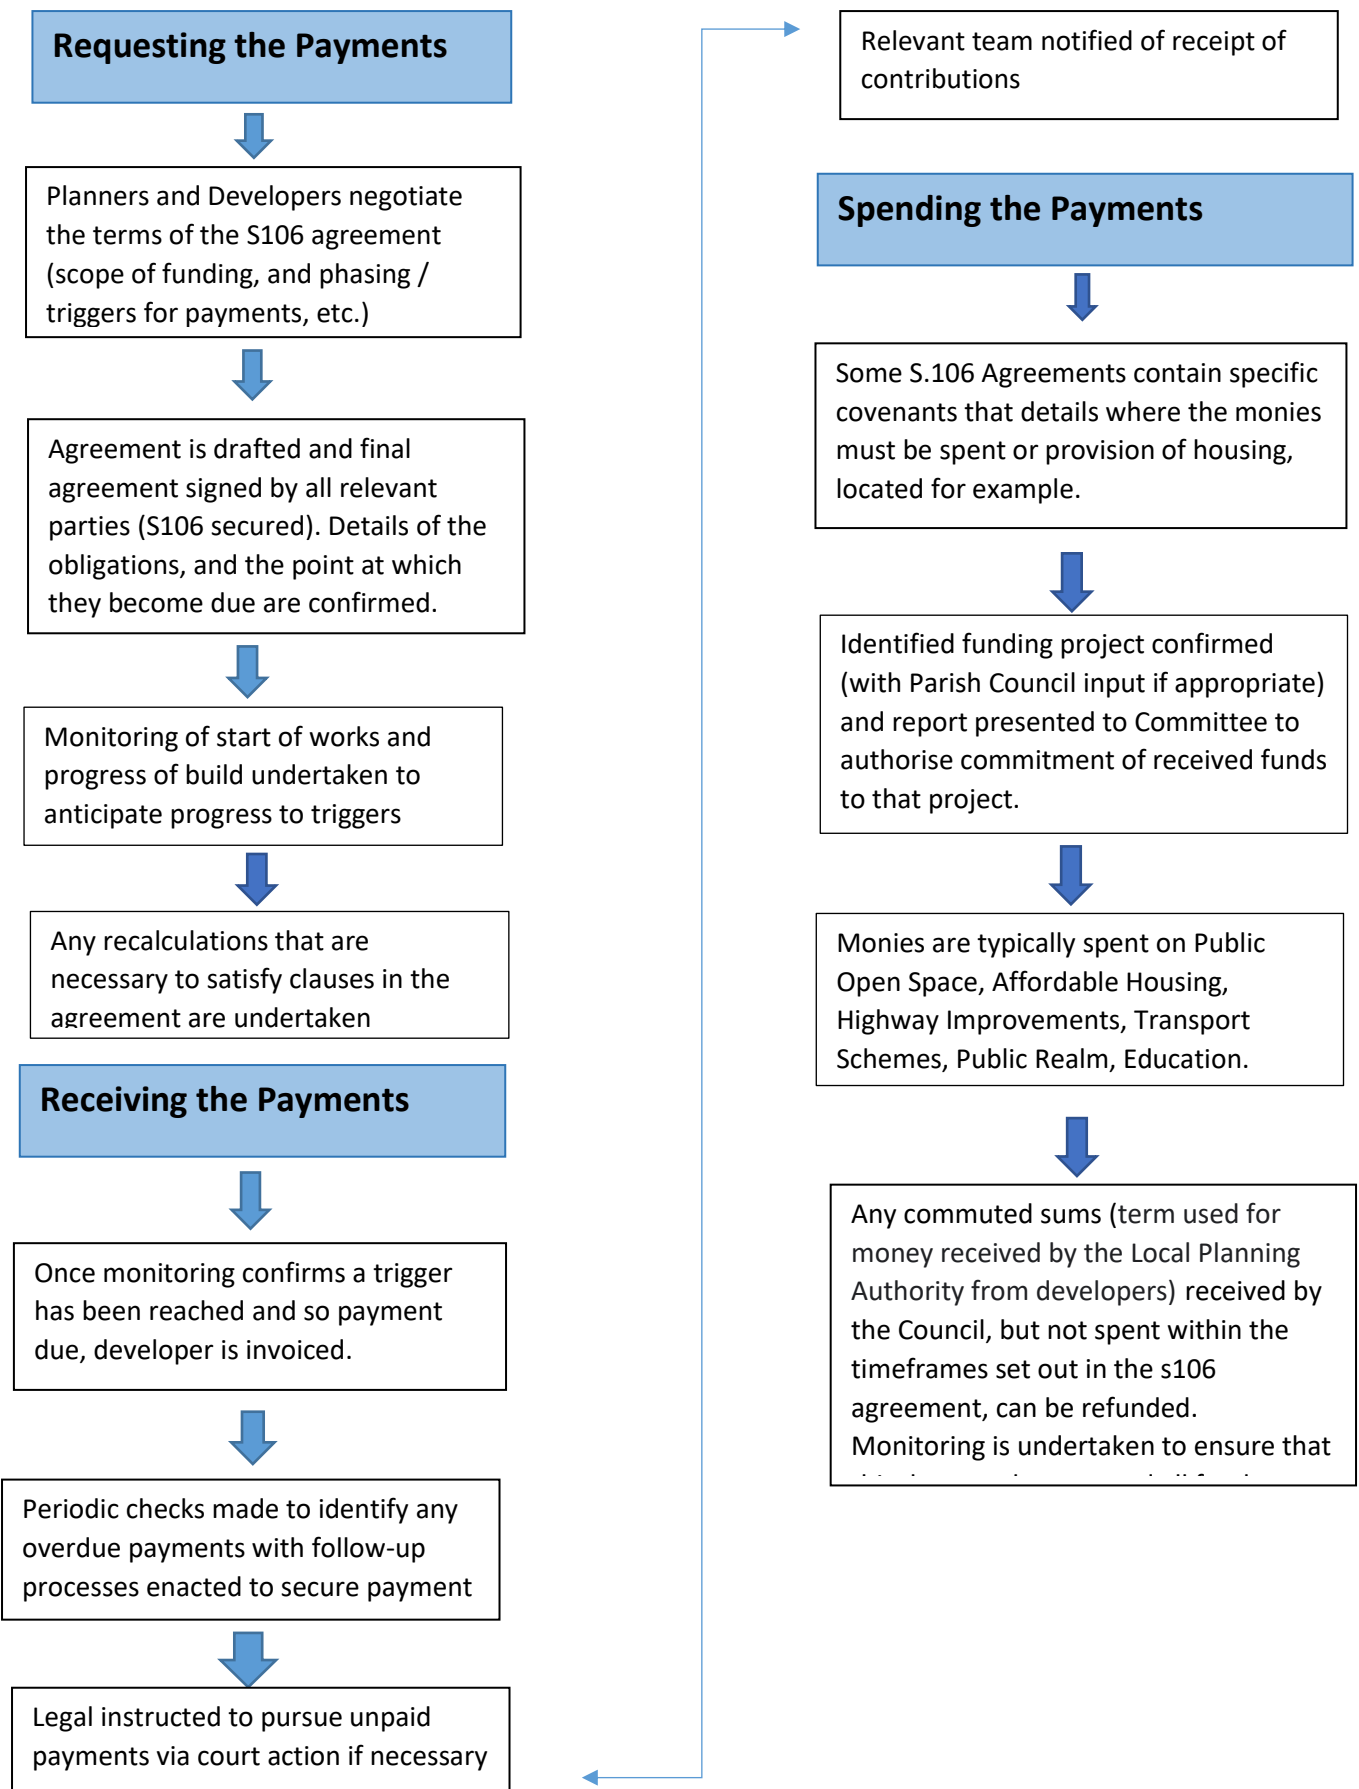 Requesting the Payments
Planners and Developers negotiate
the terms of the S106 agreement
(scope of funding, and phasing /
triggers for payments, etc.)
Agreement is drafted and final
agreement signed by all relevant
parties (S106 secured). Details of the
obligations, and the point at which
they become due are confirmed.
Monitoring of start of works and
progress of build undertaken to
anticipate progress to triggers
Any recalculations that are
necessary to satisfy clauses in the
agreement are undertaken
Receiving the Payments
Once monitoring confirms a trigger
has been reached and so payment
due, developer is invoiced.
Periodic checks made to identify any
overdue payments with follow-up
processes enacted to secure payment
Legal instructed to pursue unpaid
payments via court action if necessary
Relevant team notified of receipt of
contributions
Spending the Payments
Some S.106 Agreements contain specific
covenants that details where the monies
must be spent or provision of housing,
located for example.
Identified funding project confirmed
(with Parish Council input if appropriate)
and report presented to Committee to
authorise commitment of received funds
to that project.
Monies are typically spent on Public
Open Space, Affordable Housing,
Highway Improvements, Transport
Schemes, Public Realm, Education.
Any commuted sums (term used for
money received by the Local Planning
Authority from developers) received by
the Council, but not spent within the
timeframes set out in the s106
agreement, can be refunded.
Monitoring is undertaken to ensure that